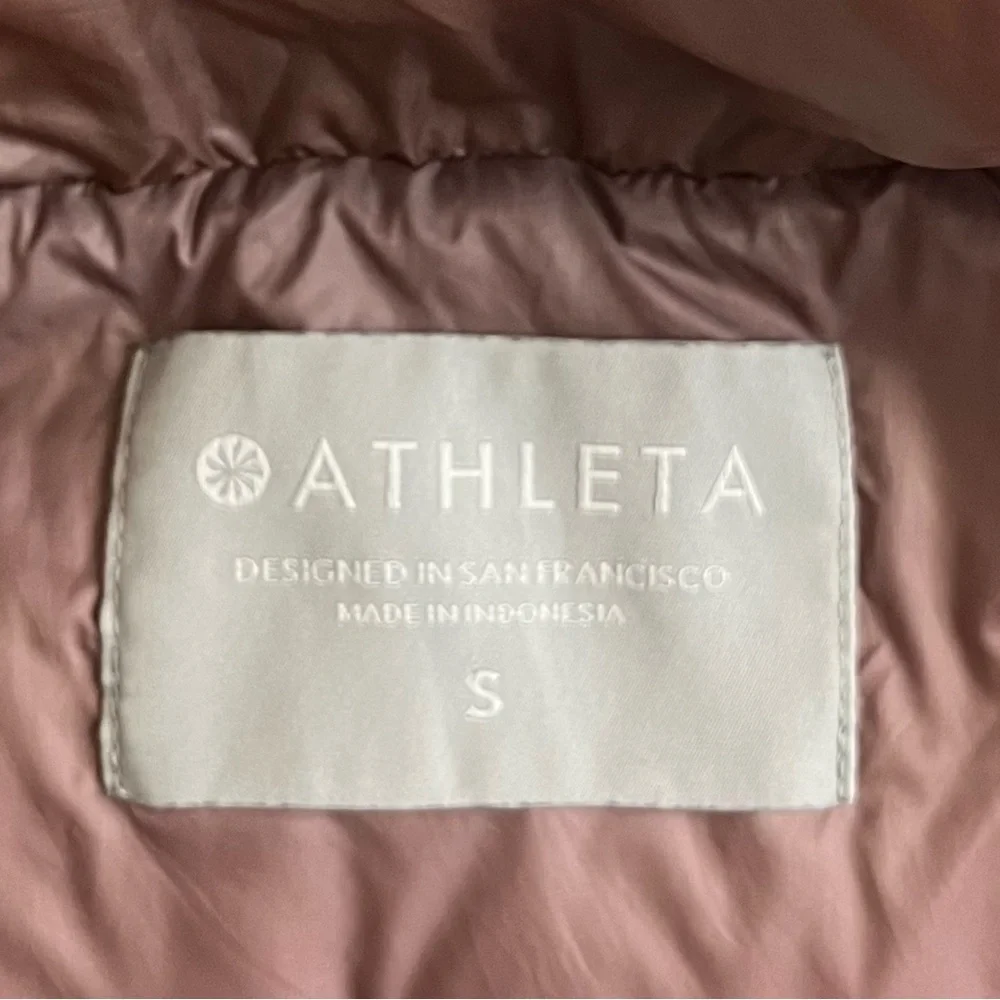 ATHLETA
DESIGNED IN SAN FRANCISCO
MADE IN INDONESIA
S